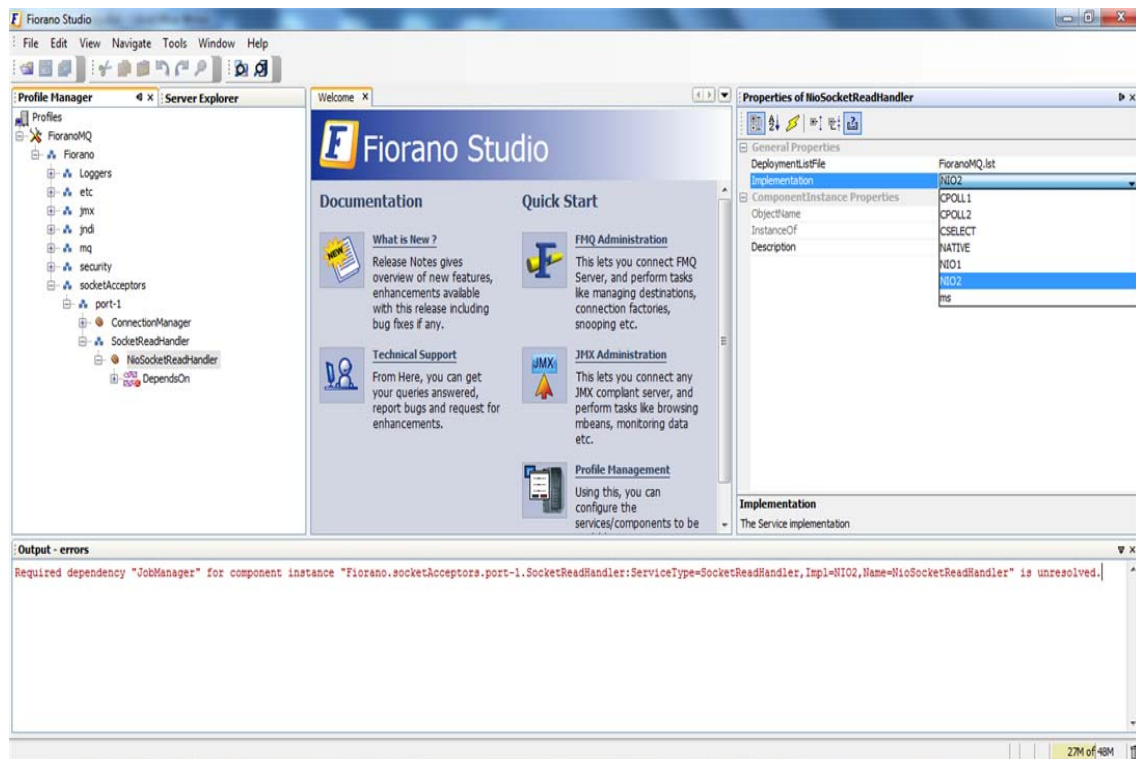 Fiorano Studio
File Edit View Navigate Tools Window Help
Profile Manager
Server Explorer
Profiles
FioranoMQ
Fiorano
Loggers
etc
jmx
jndi
mq
security
socketAcceptors
port-1
ConnectionManager
SocketReadHandler
NioSocketReadHandler
DependsOn
Welcome
Fiorano Studio
Documentation
What is New ?
Release Notes gives
overview of new features,
enhancements available
with this release including
bug fixes if any.
Technical Support
From Here, you can get
your queries answered,
report bugs and request for
enhancements.
Quick Start
FMQ Administration
This lets you connect FMQ
Server, and perform tasks
like managing destinations,
connection factories,
snooping etc.
JMX
JMX Administration
This lets you connect any
JMX compliant server, and
perform tasks like browsing
mbeans, monitoring data
etc.
Profile Management
Using this, you can
configure the
services/components to be
Properties of NioSocketReadHandler
General Properties
DeploymentListFile FioranoMQ.lst
Implementation NIO2
ComponentInstance Properties
ObjectName
InstanceOf
Description
CPOLL1
CPOLL2
CSELECT
NATIVE
NIO1
NIO2
ms
Implementation
The Service implementation
Output - errors
Required dependency "JobManager" for component instance "Fiorano.socketAcceptors.port-1.SocketReadHandler:ServiceType=SocketReadHandler,Impl=NIO2,Name=NioSocketReadHandler" is unresolved.
27M of 48M